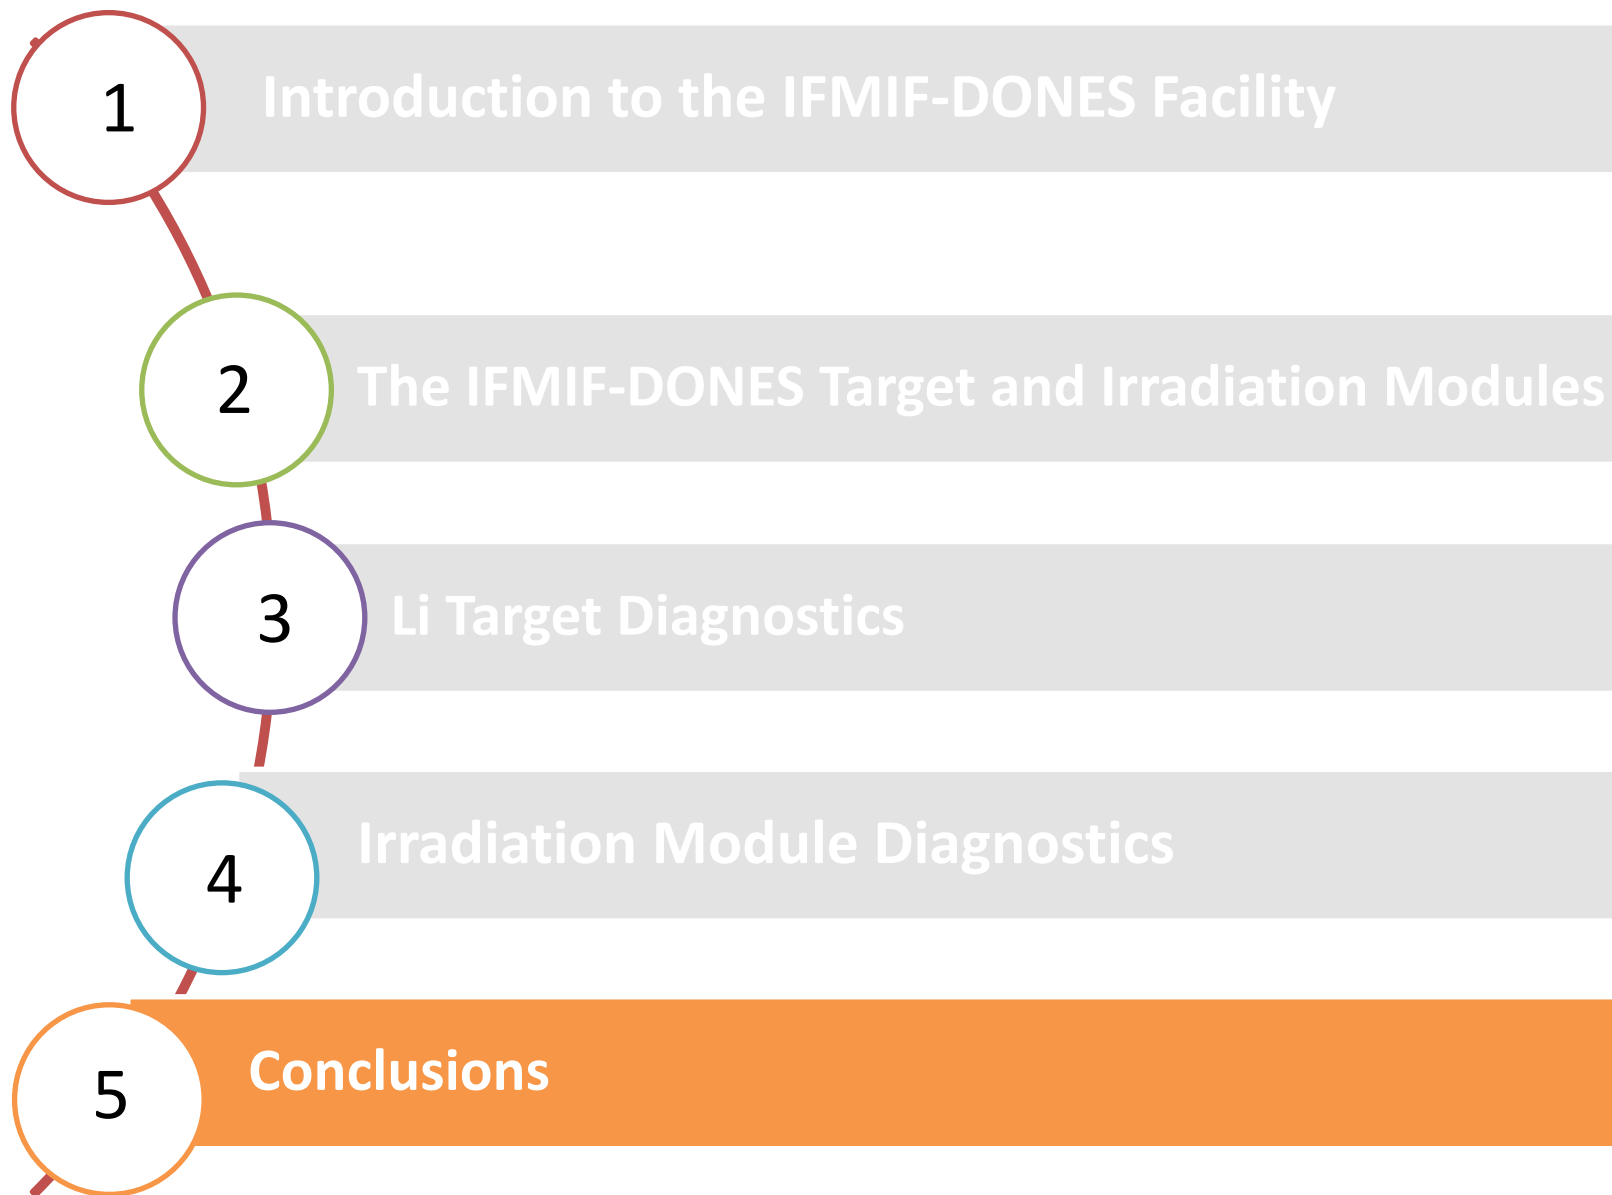 1
Introduction to the IFMIF-DONES Facility
2
The IFMIF-DONES Target and Irradiation Modules
3
Li Target Diagnostics
4
Irradiation Module Diagnostics
5
Conclusions